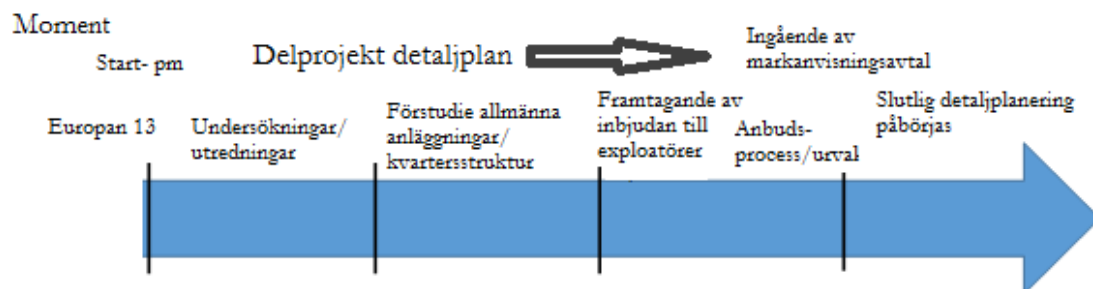 Moment
Start- pm
Delprojekt detaljplan
Ingående av
markanvisningsavtal
Europan 13
Undersökningar/
utredningar
Förstudie allmänna
anläggningar/
kvartersstruktur
Framtagande av
inbjudan till
exploatörer
Anbuds-
process/urval
Slutlig detaljplanering
påbörjas